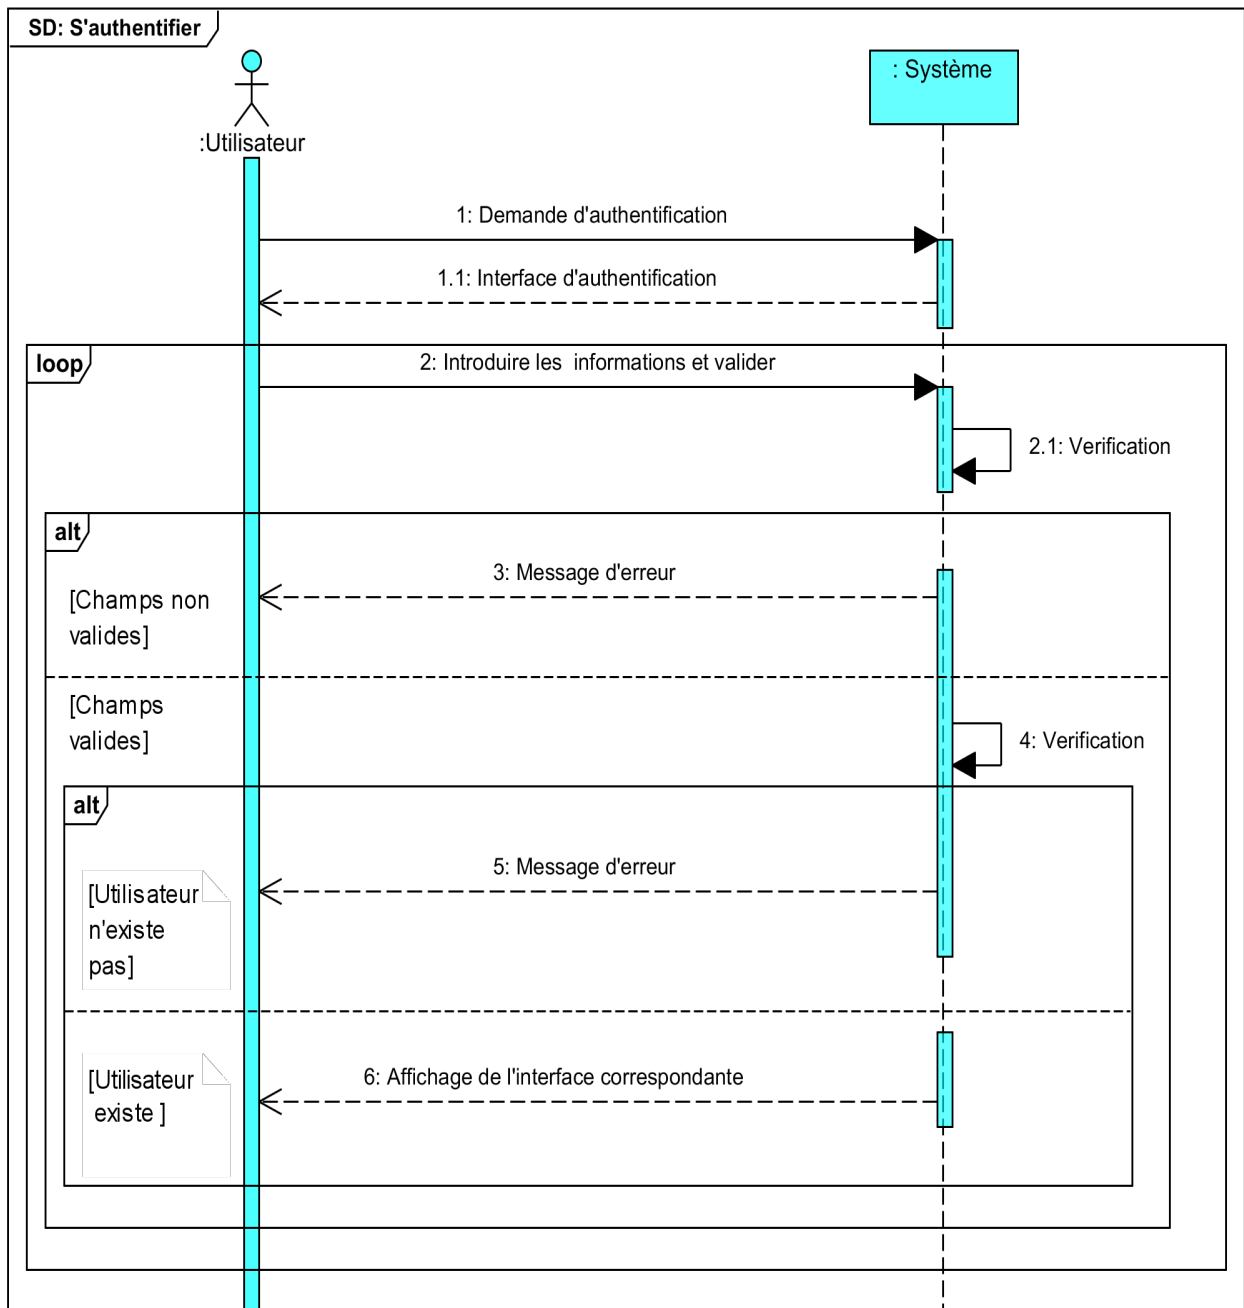 SD: S'authentifier
: Système
:Utilisateur
1: Demande d'authentification
1.1: Interface d'authentification
loop
2: Introduire les  informations et valider
2.1: Verification
alt
3: Message d'erreur
[Champs non
valides]
[Champs
valides]
4: Verification
alt
5: Message d'erreur
[Utilisateur
n'existe
pas]
6: Affichage de l'interface correspondante
[Utilisateur
existe ]